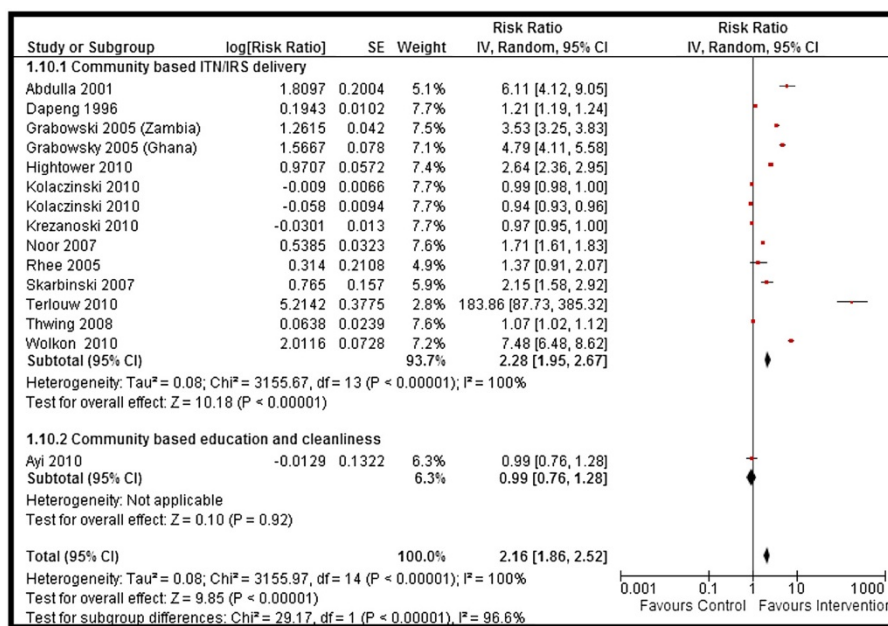 Risk Ratio Risk Ratio
Study or Subgroup log[Risk Ratio] SE Weight IV, Random, 95% CI IV, Random, 95% CI
1.10.1 Community based ITN/IRS delivery
Abdulla 2001 1.8097 0.2004 5.1% 6.11 [4.12, 9.05]
Dapeng 1996 0.1943 0.0102 7.7% 1.21 [1.19, 1.24]
Grabowski 2005 (Zambia) 1.2615 0.042 7.5% 3.53 [3.25, 3.83]
Grabowsky 2005 (Ghana) 1.5667 0.078 7.1% 4.79 [4.11, 5.58]
Hightower 2010 0.9707 0.0572 7.4% 2.64 [2.36, 2.95]
Kolaczinski 2010 -0.009 0.0066 7.7% 0.99 [0.98, 1.00]
Kolaczinski 2010 -0.058 0.0094 7.7% 0.94 [0.93, 0.96]
Krezanoski 2010 -0.0301 0.013 7.7% 0.97 [0.95, 1.00]
Noor 2007 0.5385 0.0323 7.6% 1.71 [1.61, 1.83]
Rhee 2005 0.314 0.2108 4.9% 1.37 [0.91, 2.07]
Skarbinski 2007 0.765 0.157 5.9% 2.15 [1.58, 2.92]
Terlouw 2010 5.2142 0.3775 2.8% 183.86 [87.73, 385.32]
Thwing 2008 0.0638 0.0239 7.6% 1.07 [1.02, 1.12]
Wolkon 2010 2.0116 0.0728 7.2% 7.48 [6.48, 8.62]
Subtotal (95% CI) 93.7% 2.28 [1.95, 2.67]
Heterogeneity: Tau² = 0.08; Chi² = 3155.67, df = 13 (P < 0.00001); I² = 100%
Test for overall effect: Z = 10.18 (P < 0.00001)
1.10.2 Community based education and cleanliness
Ayi 2010 -0.0129 0.1322 6.3% 0.99 [0.76, 1.28]
Subtotal (95% CI) 6.3% 0.99 [0.76, 1.28]
Heterogeneity: Not applicable
Test for overall effect: Z = 0.10 (P = 0.92)
Total (95% CI) 100.0% 2.16 [1.86, 2.52]
Heterogeneity: Tau² = 0.08; Chi² = 3155.97, df = 14 (P < 0.00001); I² = 100%
Test for overall effect: Z = 9.85 (P < 0.00001)
Test for subgroup differences: Chi² = 29.17, df = 1 (P < 0.00001), I² = 96.6%
0.001 0.1 1 10 1000
Favours Control Favours Intervention